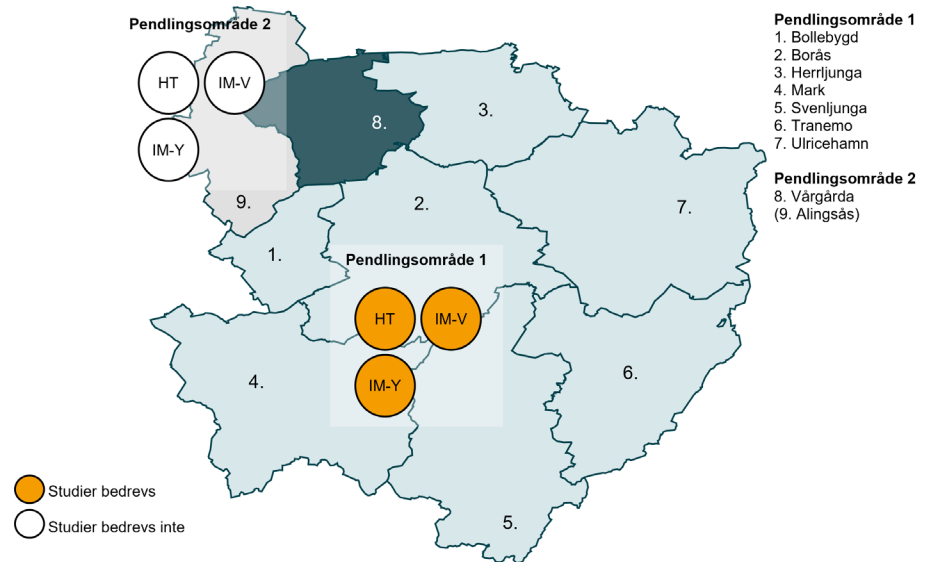 Pendlingsområde 2
HT
IM-V
IM-Y
8.
3.
9.
2.
7.
1.
Pendlingsområde 1
HT
IM-V
IM-Y
4.
6.
5.
Studier bedrevs
Studier bedrevs inte
Pendlingsområde 1
1. Bollebygd
2. Borås
3. Herrljunga
4. Mark
5. Svenljunga
6. Tranemo
7. Ulricehamn
Pendlingsområde 2
8. Vårgårda
(9. Alingsås)